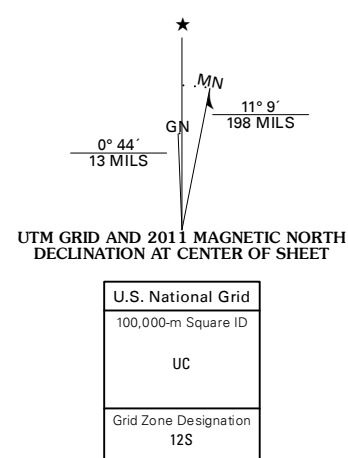 ★
MN
GN
11° 9´
198 MILS
0° 44´
13 MILS
UTM GRID AND 2011 MAGNETIC NORTH
DECLINATION AT CENTER OF SHEET
U.S. National Grid
100,000-m Square ID
UC
Grid Zone Designation
12S